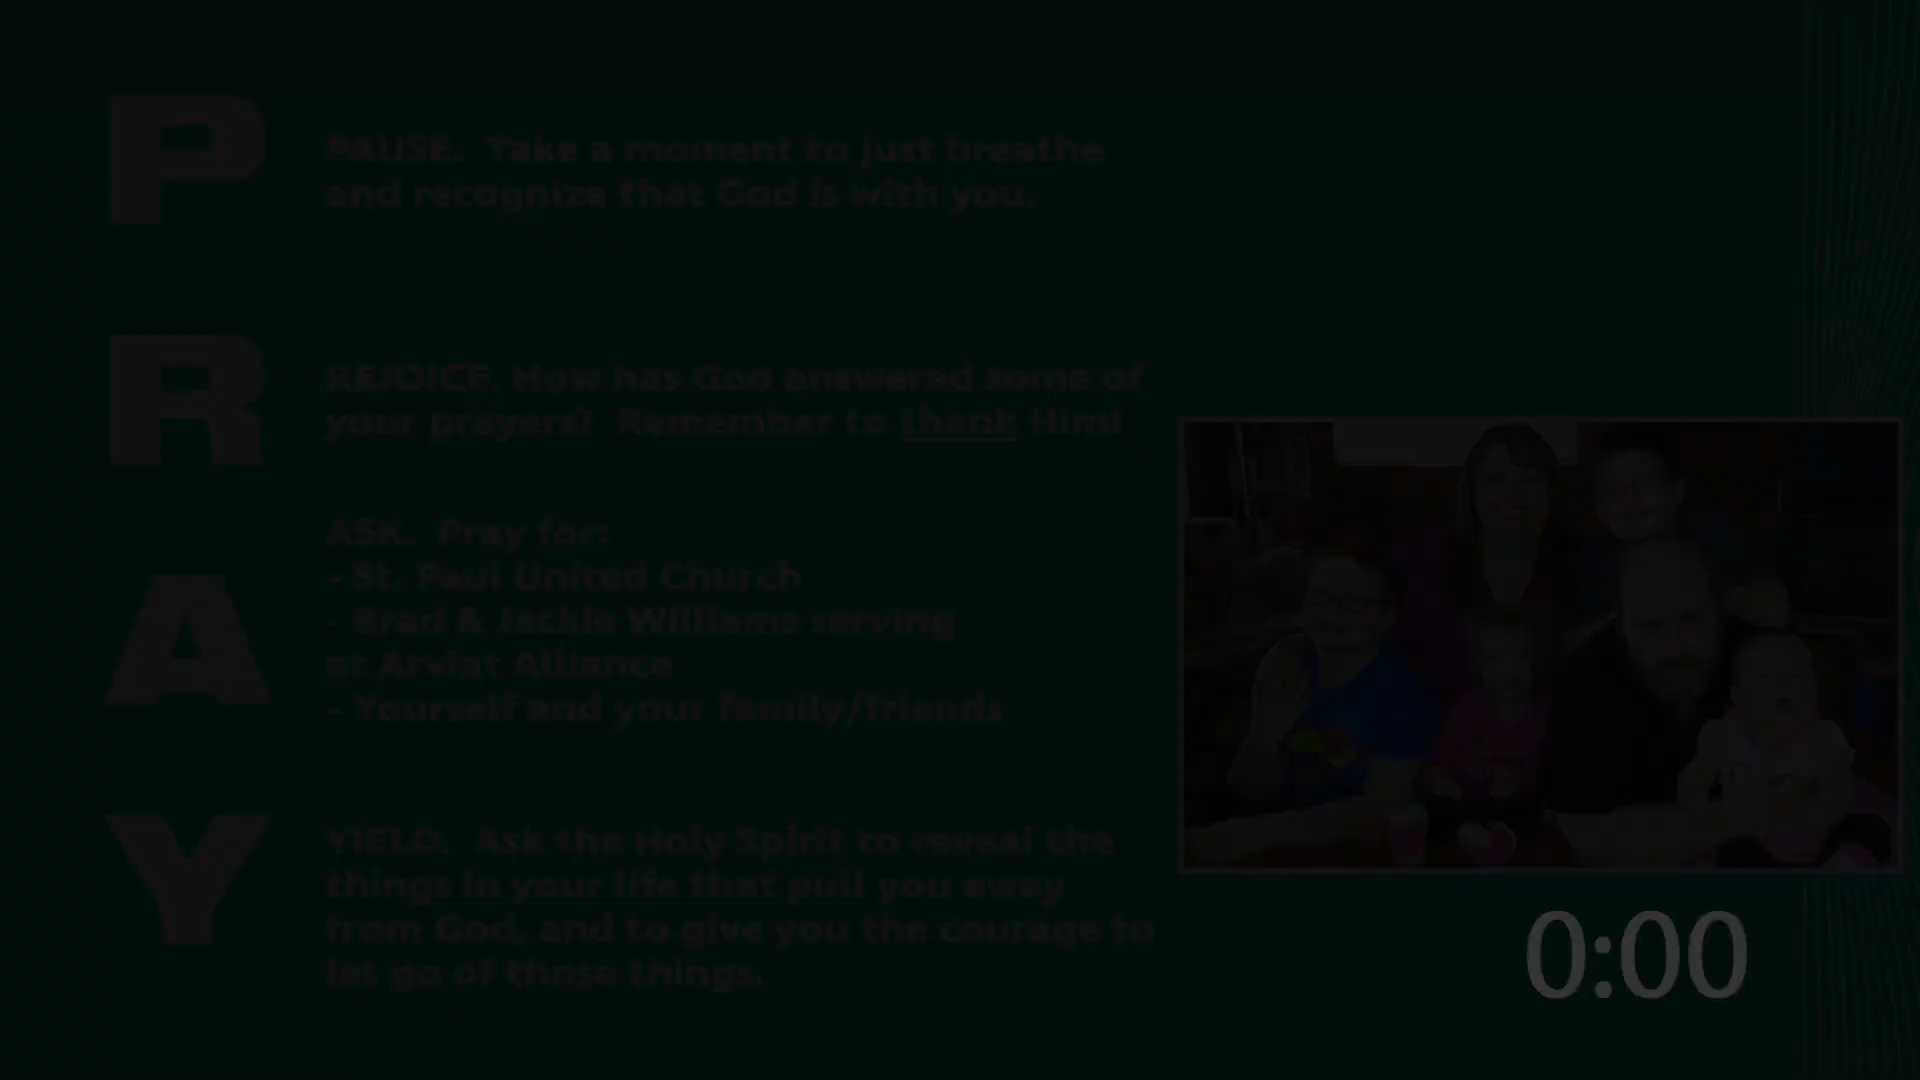 P
PAUSE. Take a moment to just breathe
and recognize that God is with you.
R
REJOICE. How has God answered some of
your prayers? Remember to thank Him!
A
ASK. Pray for:
- St. Paul United Church
- Brad & Jackie Williams serving
at Arviat Alliance
- Yourself and your family/friends
Y
YIELD. Ask the Holy Spirit to reveal the
things in your life that pull you away
from God, and to give you the courage to
let go of those things.
0:00